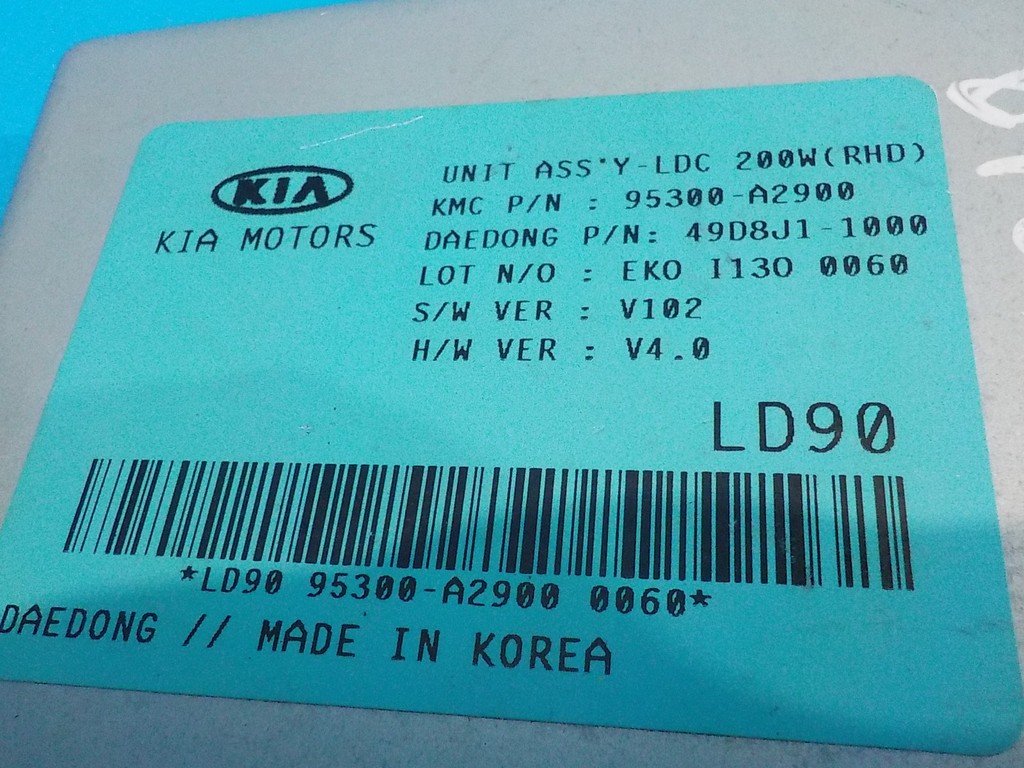 KIA
KIA MOTORS
UNIT ASS'Y-LDC 200W(RHD)
KMC P/N : 95300-A2900
DAEDONG P/N: 49D8J1-1000
LOT N/O : EKO I130 0060
S/W VER : V102
H/W VER : V4.0
LD90
*LD90 95300-A2900 0060*
DAEDONG // MADE IN KOREA